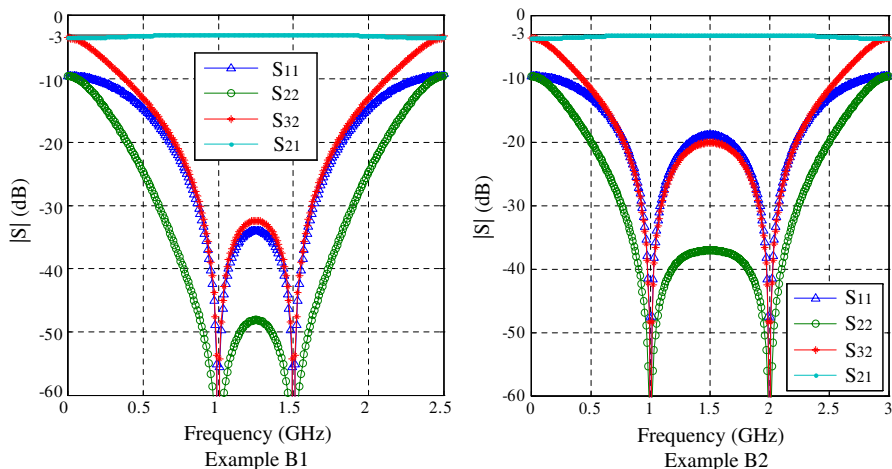 0
-3
-10
-20
-30
-40
-50
-60
|S| (dB)
S11
S22
S32
S21
0 0.5 1 1.5 2 2.5
Frequency (GHz)
Example B1
0
-3
-10
-20
-30
-40
-50
-60
|S| (dB)
S11
S22
S32
S21
0 0.5 1 1.5 2 2.5 3
Frequency (GHz)
Example B2